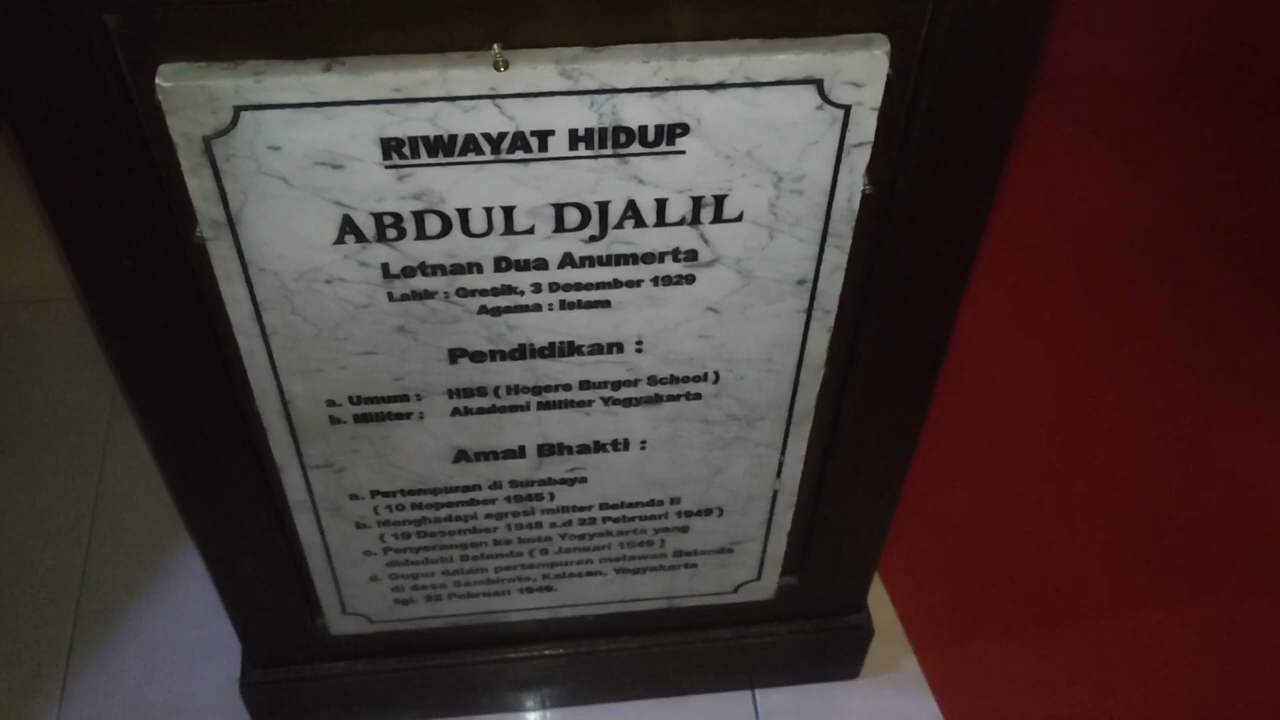 RIWAYAT HIDUP
ABDUL DJALIL
Letnan Dua Anumerta
Lahir : Gresik, 3 Desember 1929
Agama : Islam
Pendidikan :
a. Umum : HBS ( Hogere Burger School )
b. Militer : Akademi Militer Yogyakarta
Amal Bhakti :
a. Pertempuran di Surabaya
( 10 Nopember 1945 )
b. Menghadapi agresi militer Belanda II
( 19 Desember 1948 s.d 22 Pebruari 1949 )
c. Penyerangan ke kota Yogyakarta yang
diduduki Belanda ( 9 Januari 1949 )
d. Gugur dalam pertempuran melawan Belanda
di desa Sambiroto, Kalasan, Yogyakarta
tgl. 22 Pebruari 1949.